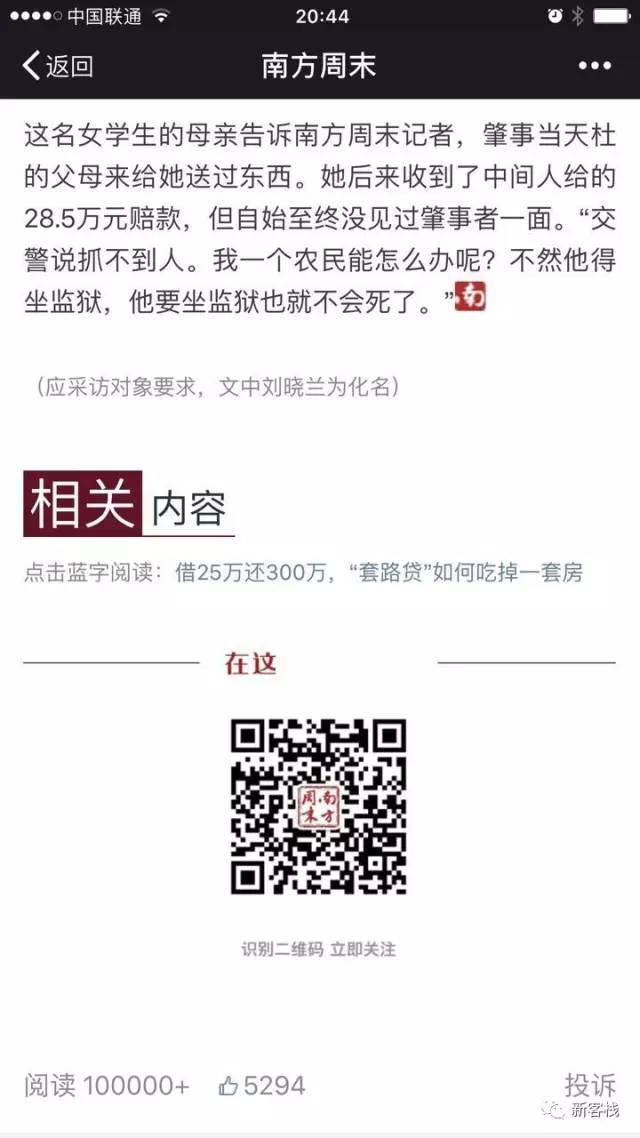 中国联通 20:44
返回 南方周末
这名女学生的母亲告诉南方周末记者，肇事当天杜
的父母来给她送过东西。她后来收到了中间人给的
28.5万元赔款，但自始至终没见过肇事者一面。“交
警说抓不到人。我一个农民能怎么办呢？不然他得
坐监狱，他要坐监狱也就不会死了。”南
（应采访对象要求，文中刘晓兰为化名）
相关内容
点击蓝字阅读：借25万还300万，“套路贷”如何吃掉一套房
在这
南方周末
识别二维码 立即关注
阅读 100000+ 5294 投诉
新客栈